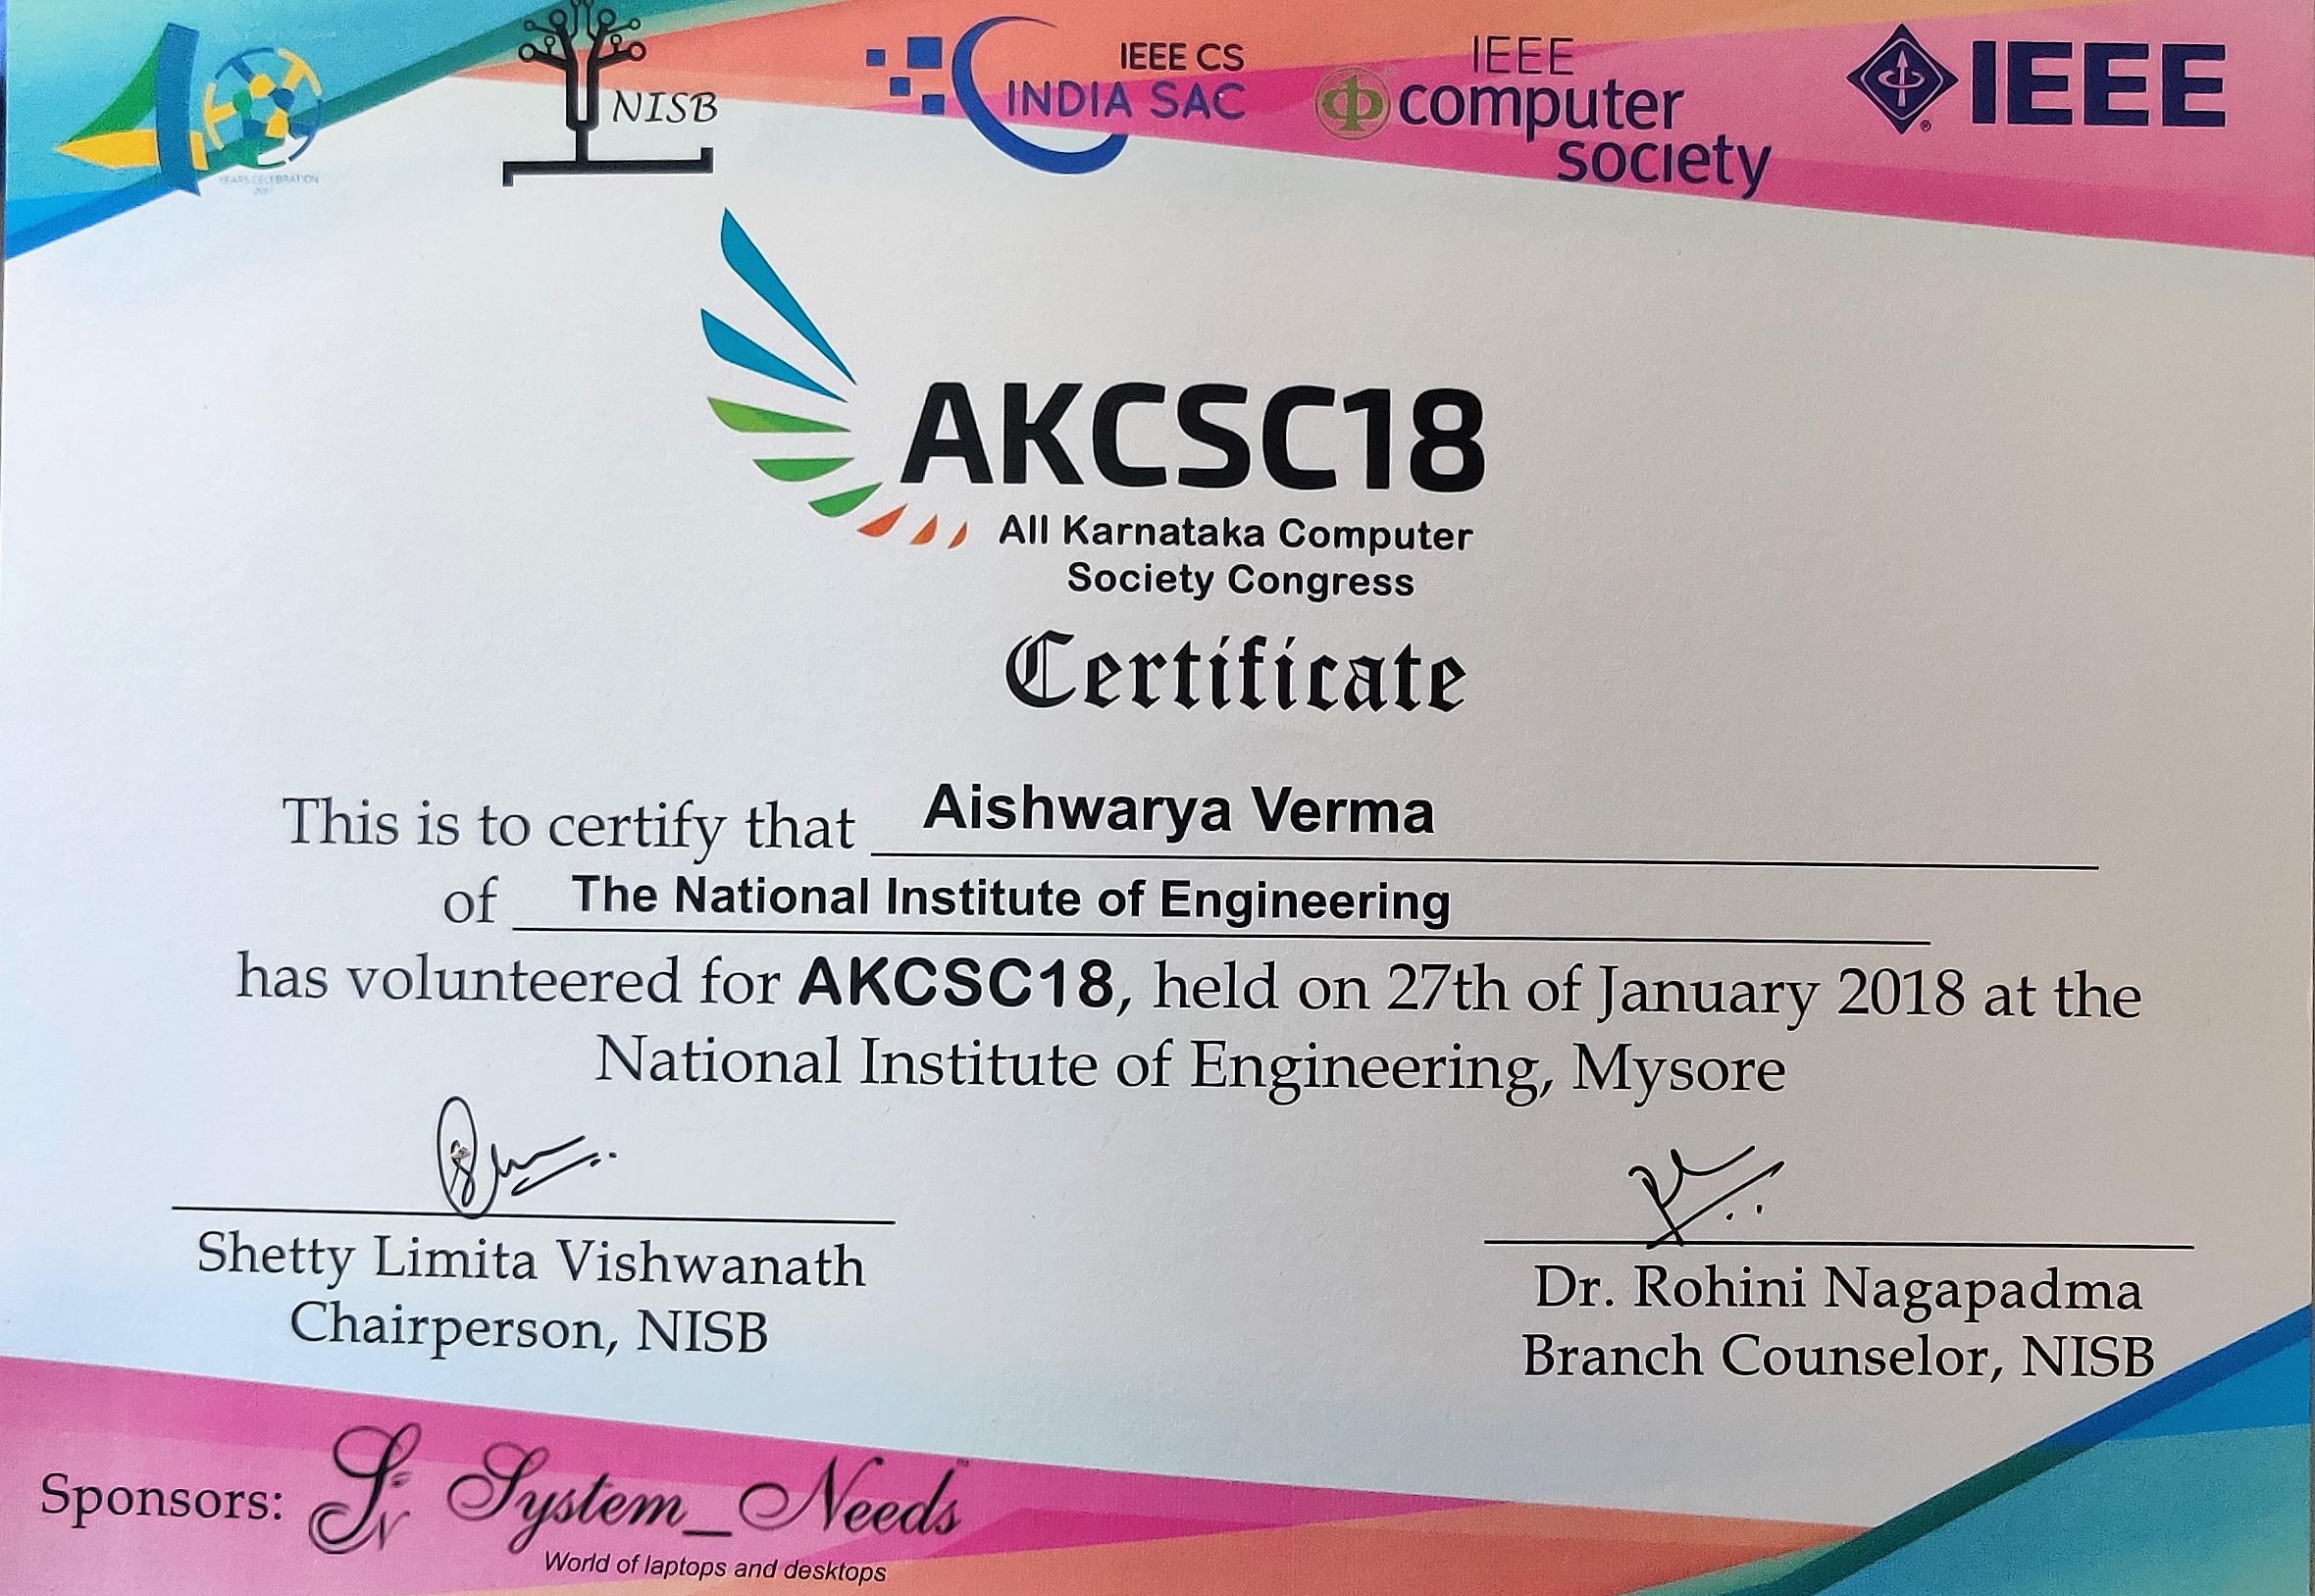 YEARS CELEBRATION
NISB
IEEE CS
INDIA SAC
IEEE
computer
society
IEEE
AKCSC18
All Karnataka Computer
Society Congress
Certificate
This is to certify that Aishwarya Verma
of The National Institute of Engineering
has volunteered for AKCSC18, held on 27th of January 2018 at the
National Institute of Engineering, Mysore
Shetty Limita Vishwanath
Chairperson, NISB
Dr. Rohini Nagapadma
Branch Counselor, NISB
Sponsors: System_Needs
World of laptops and desktops